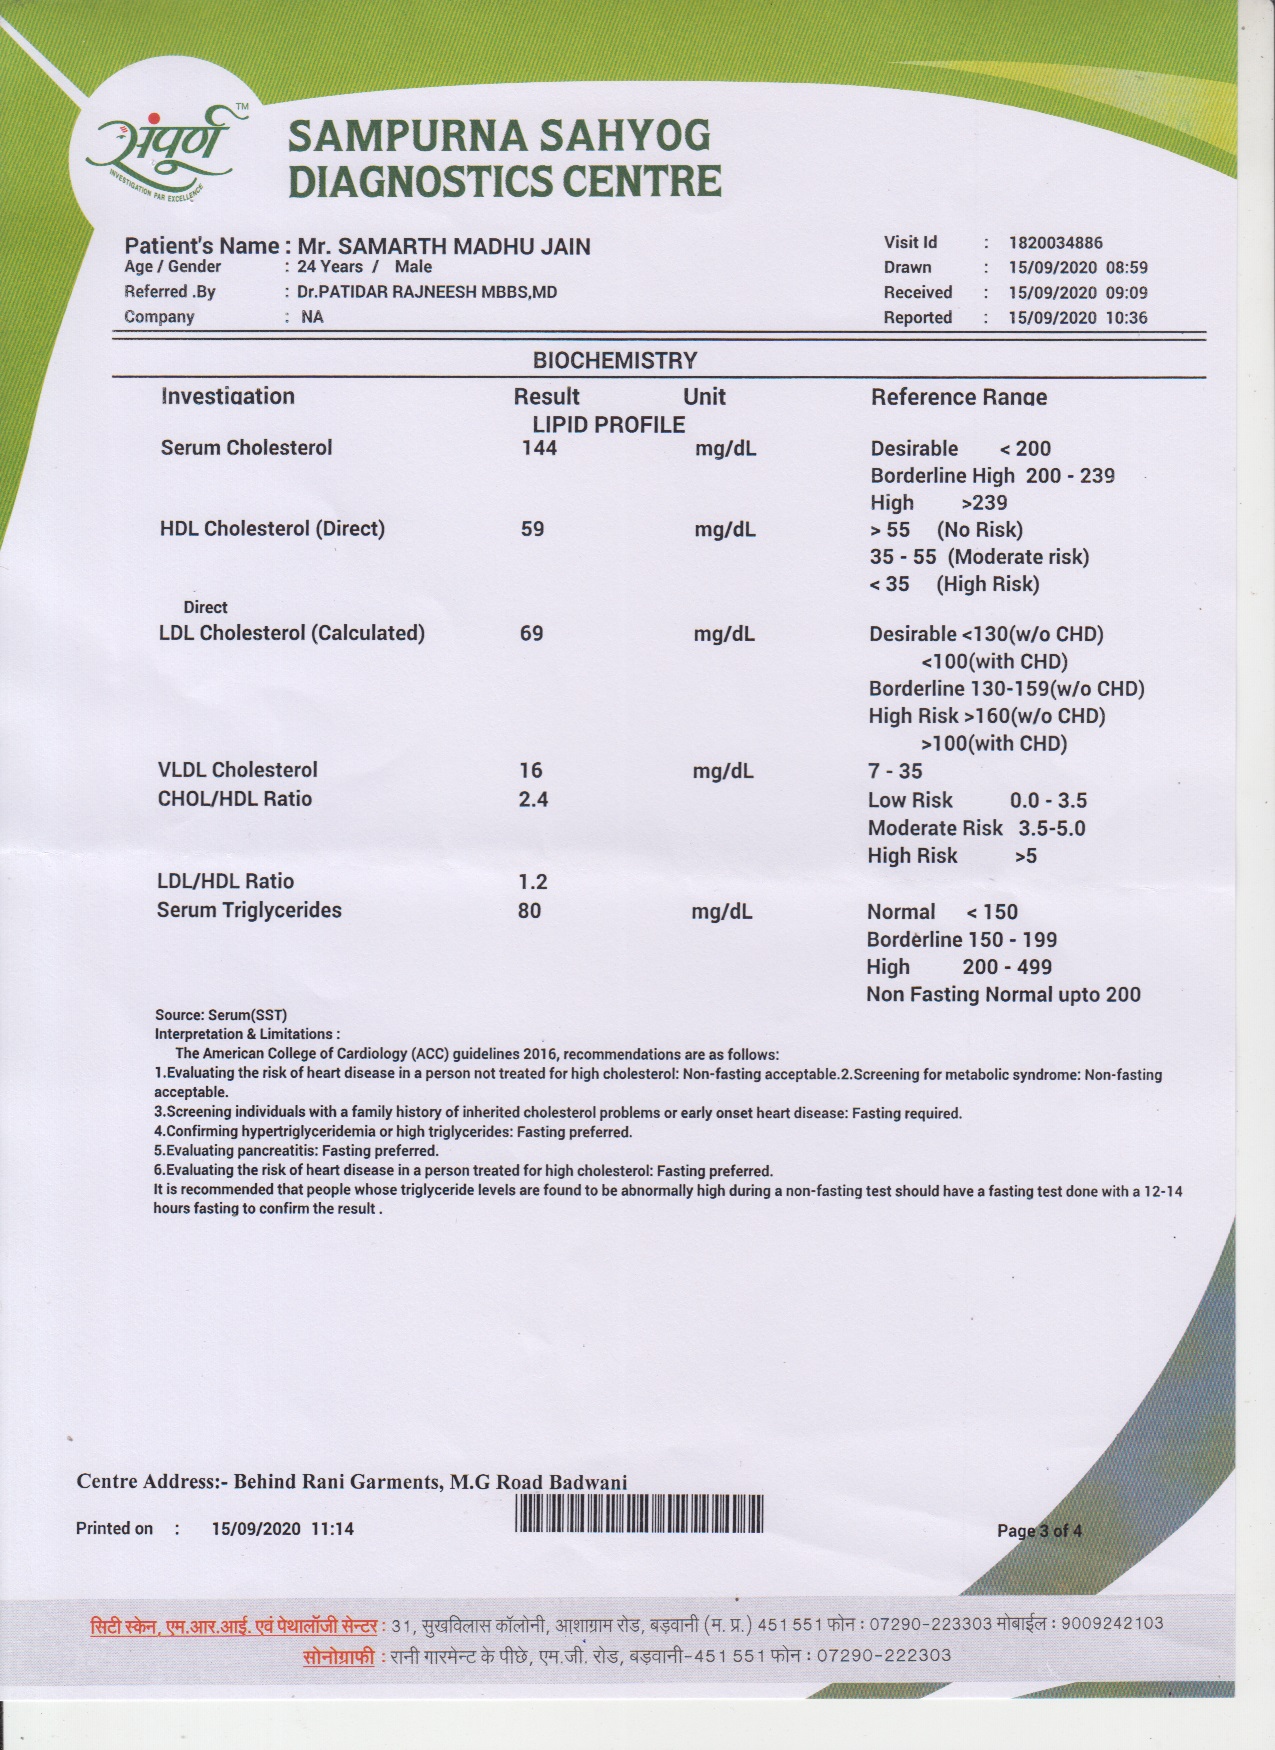 संपूर्ण TM
INVESTIGATION PAR EXCELLENCE
SAMPURNA SAHYOG
DIAGNOSTICS CENTRE
Patient's Name : Mr. SAMARTH MADHU JAIN
Age / Gender : 24 Years / Male
Referred .By : Dr.PATIDAR RAJNEESH MBBS,MD
Company : NA
Visit Id : 1820034886
Drawn : 15/09/2020 08:59
Received : 15/09/2020 09:09
Reported : 15/09/2020 10:36
BIOCHEMISTRY
Investigation Result Unit Reference Range
LIPID PROFILE
Serum Cholesterol 144 mg/dL Desirable < 200
Borderline High 200 - 239
High >239
HDL Cholesterol (Direct) 59 mg/dL > 55 (No Risk)
35 - 55 (Moderate risk)
< 35 (High Risk)
Direct
LDL Cholesterol (Calculated) 69 mg/dL Desirable <130(w/o CHD)
<100(with CHD)
Borderline 130-159(w/o CHD)
High Risk >160(w/o CHD)
>100(with CHD)
VLDL Cholesterol 16 mg/dL 7 - 35
CHOL/HDL Ratio 2.4 Low Risk 0.0 - 3.5
Moderate Risk 3.5-5.0
High Risk >5
LDL/HDL Ratio 1.2
Serum Triglycerides 80 mg/dL Normal < 150
Borderline 150 - 199
High 200 - 499
Non Fasting Normal upto 200
Source: Serum(SST)
Interpretation & Limitations :
The American College of Cardiology (ACC) guidelines 2016, recommendations are as follows:
1.Evaluating the risk of heart disease in a person not treated for high cholesterol: Non-fasting acceptable.2.Screening for metabolic syndrome: Non-fasting
acceptable.
3.Screening individuals with a family history of inherited cholesterol problems or early onset heart disease: Fasting required.
4.Confirming hypertriglyceridemia or high triglycerides: Fasting preferred.
5.Evaluating pancreatitis: Fasting preferred.
6.Evaluating the risk of heart disease in a person treated for high cholesterol: Fasting preferred.
It is recommended that people whose triglyceride levels are found to be abnormally high during a non-fasting test should have a fasting test done with a 12-14
hours fasting to confirm the result .
Centre Address:- Behind Rani Garments, M.G Road Badwani
Printed on : 15/09/2020 11:14
Page 3 of 4
सिटी स्केन, एम.आर.आई. एवं पेथालॉजी सेन्टर : 31, सुखविलास कॉलोनी, आशाग्राम रोड, बड़वानी (म. प्र.) 451 551 फोन : 07290-223303 मोबाईल : 9009242103
सोनोग्राफी : रानी गारमेन्ट के पीछे, एम.जी. रोड, बड़वानी-451 551 फोन : 07290-222303